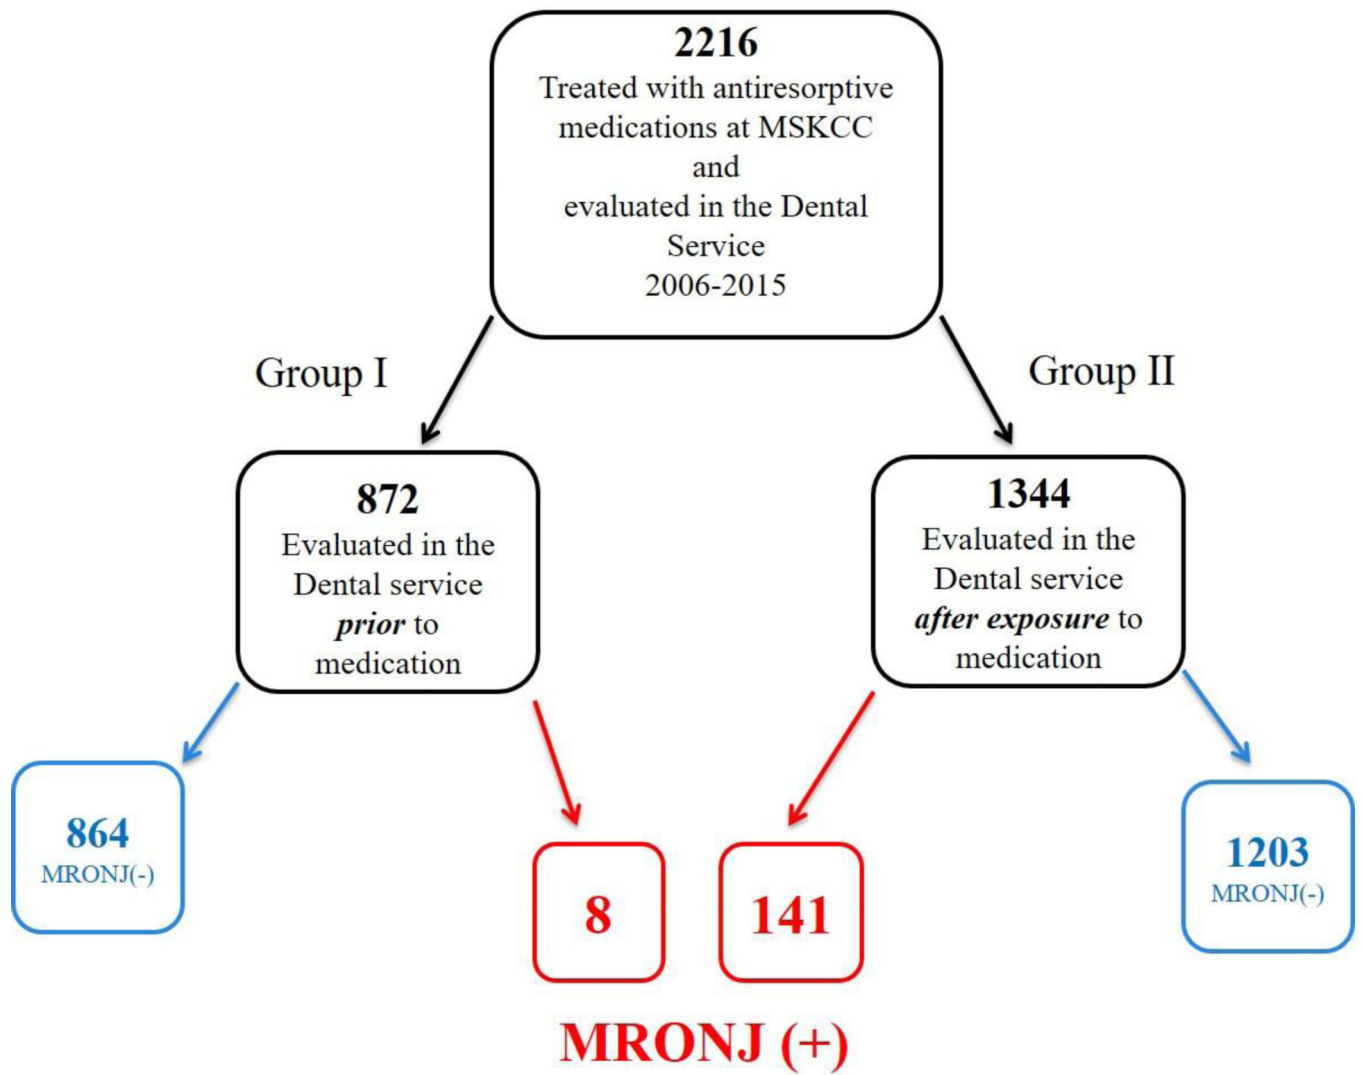 2216
Treated with antiresorptive
medications at MSKCC
and
evaluated in the Dental
Service
2006-2015
Group I
Group II
872
Evaluated in the
Dental service
prior to
medication
1344
Evaluated in the
Dental service
after exposure to
medication
864
MRONJ(-)
8
141
1203
MRONJ(-)
MRONJ (+)